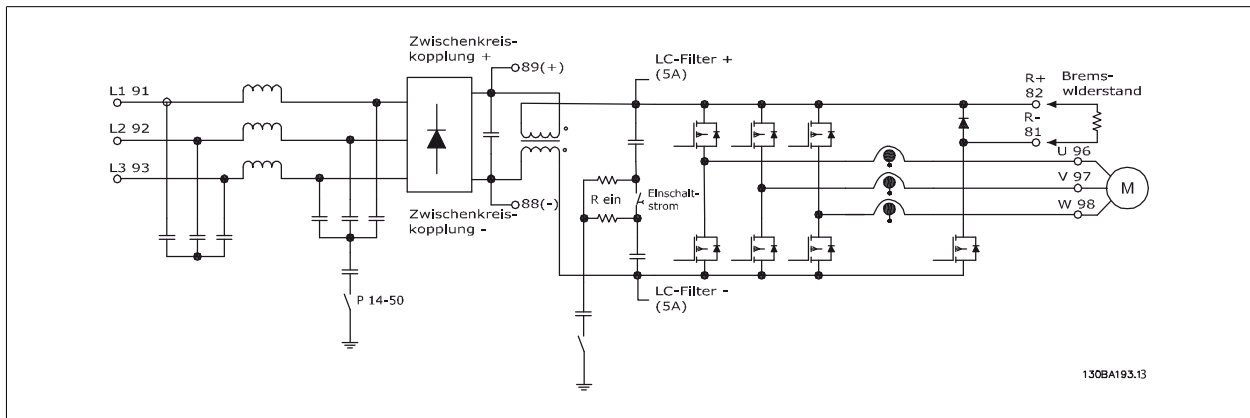 Zwischenkreis-
kopplung +
89(+)
LC-Filter +
(5A)
R+
82
Brems-
widerstand
L1 91
L2 92
L3 93
R-
81
U 96
V 97
W 98
M
R ein
Einschalt-
strom
88(-)
Zwischenkreis-
kopplung -
LC-Filter -
(5A)
P 14-50
130BA193.13